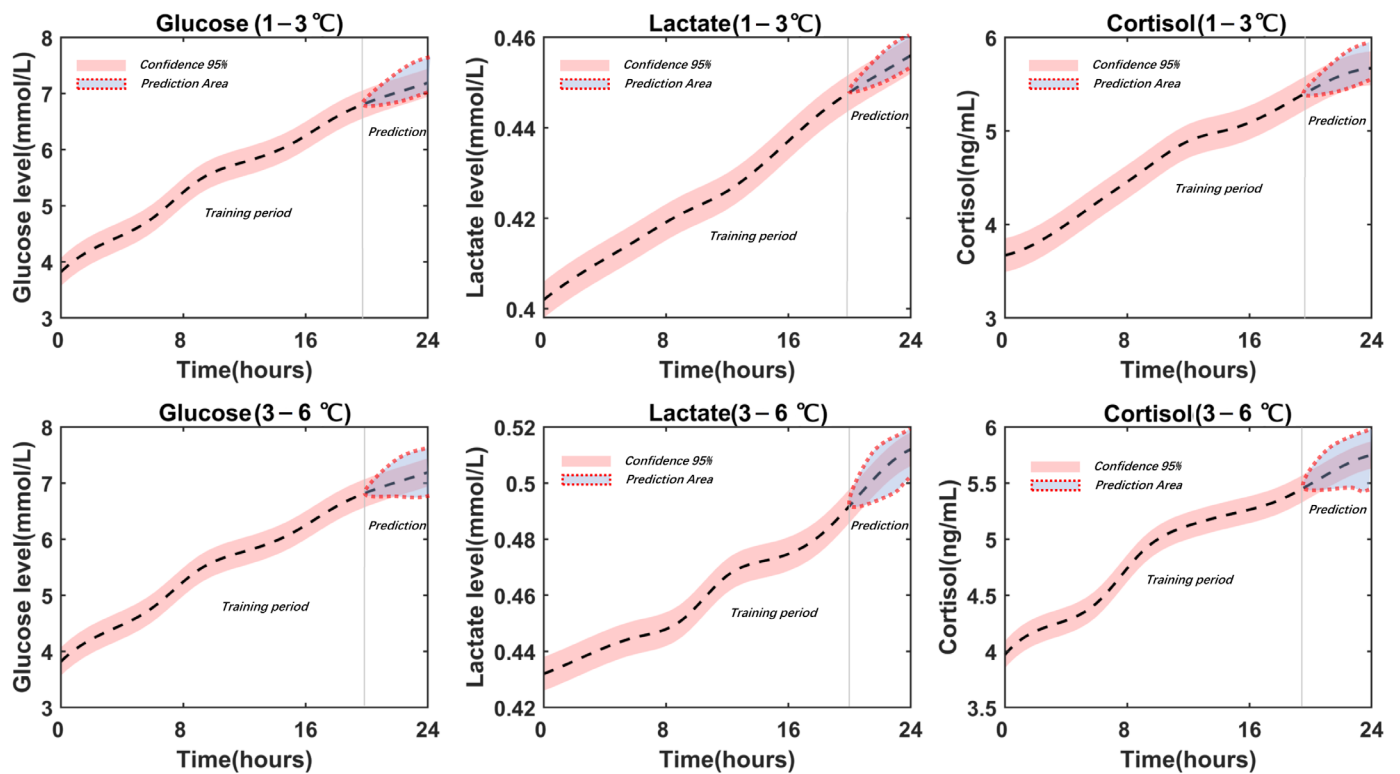 Glucose (1–3℃)
Glucose level(mmol/L)
8
7
6
5
4
3
Confidence 95%
Prediction Area
Prediction
Training period
0
8
16
24
Time(hours)
Lactate (1–3℃)
Lactate level(mmol/L)
0.46
0.44
0.42
0.4
Confidence 95%
Prediction Area
Prediction
Training period
0
8
16
24
Time(hours)
Cortisol (1–3℃)
Cortisol(ng/mL)
6
5
4
3
Confidence 95%
Prediction Area
Prediction
Training period
0
8
16
24
Time(hours)
Glucose (3–6 ℃)
Glucose level(mmol/L)
8
7
6
5
4
3
Confidence 95%
Prediction Area
Prediction
Training period
0
8
16
24
Time(hours)
Lactate (3–6 ℃)
Lactate level(mmol/L)
0.52
0.5
0.48
0.46
0.44
0.42
Confidence 95%
Prediction Area
Prediction
Training period
0
8
16
24
Time(hours)
Cortisol (3–6 ℃)
Cortisol(ng/mL)
6
5.5
5
4.5
4
3.5
Confidence 95%
Prediction Area
Prediction
Training period
0
8
16
24
Time(hours)